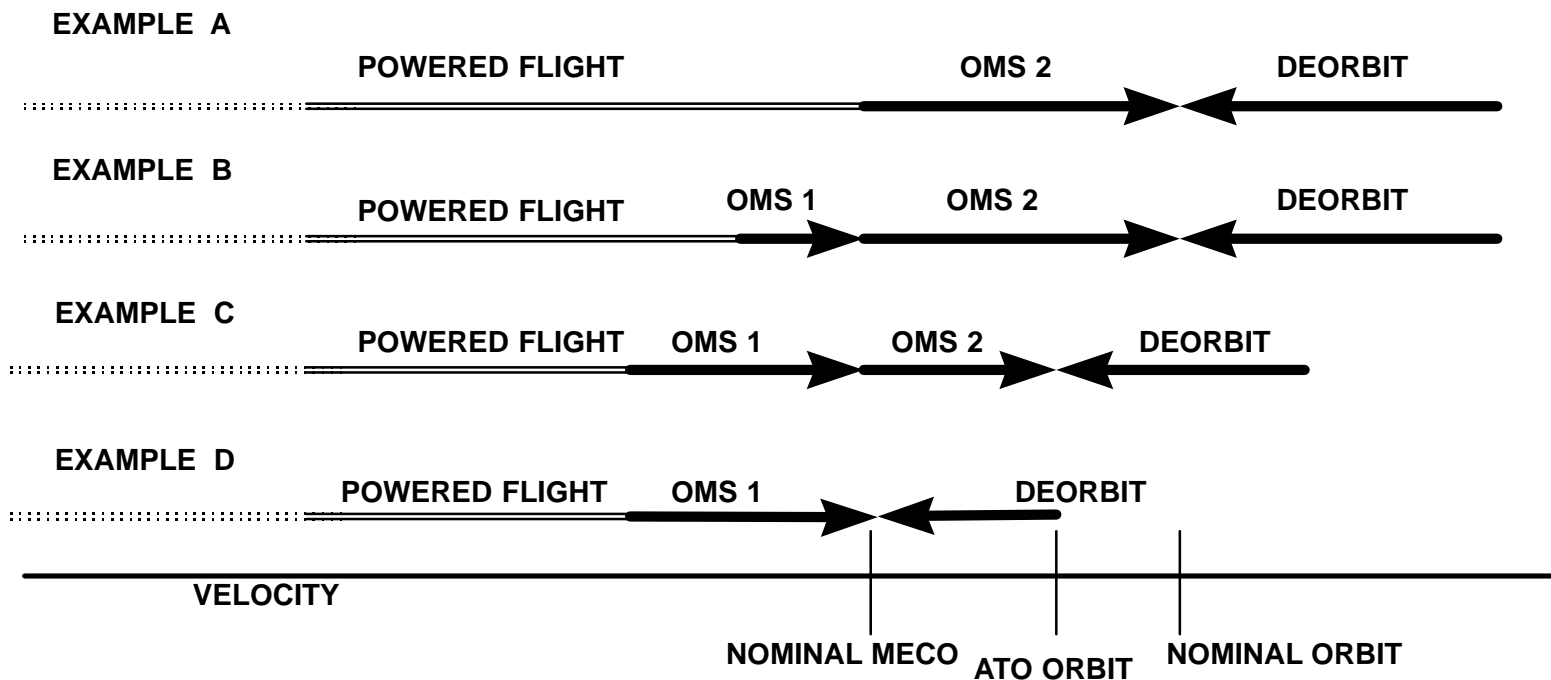 EXAMPLE A
POWERED FLIGHT OMS 2 DEORBIT
EXAMPLE B
POWERED FLIGHT OMS 1 OMS 2 DEORBIT
EXAMPLE C
POWERED FLIGHT OMS 1 OMS 2 DEORBIT
EXAMPLE D
POWERED FLIGHT OMS 1 DEORBIT
VELOCITY
NOMINAL MECO ATO ORBIT NOMINAL ORBIT